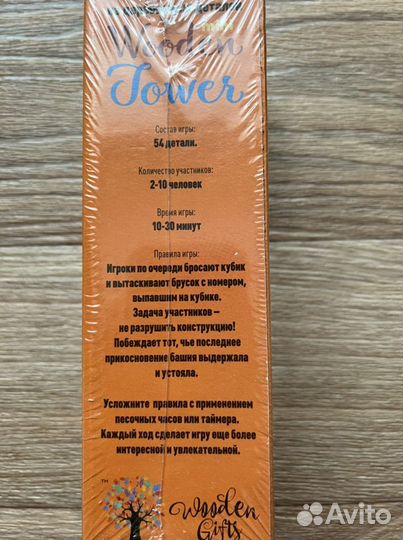 деталей
mini
Wooden
Tower
Состав игры:
54 детали.
Количество участников:
2-10 человек
Время игры:
10-30 минут
Правила игры:
Игроки по очереди бросают кубик
и вытаскивают брусок с номером,
выпавшим на кубике.
Задача участников –
не разрушить конструкцию!
Побеждает тот, чье последнее
прикосновение башня выдержала
и устояла.
Усложните правила с применением
песочных часов или таймера.
Каждый ход сделает игру еще более
интересной и увлекательной.
TM
Wooden
Gifts
Avito